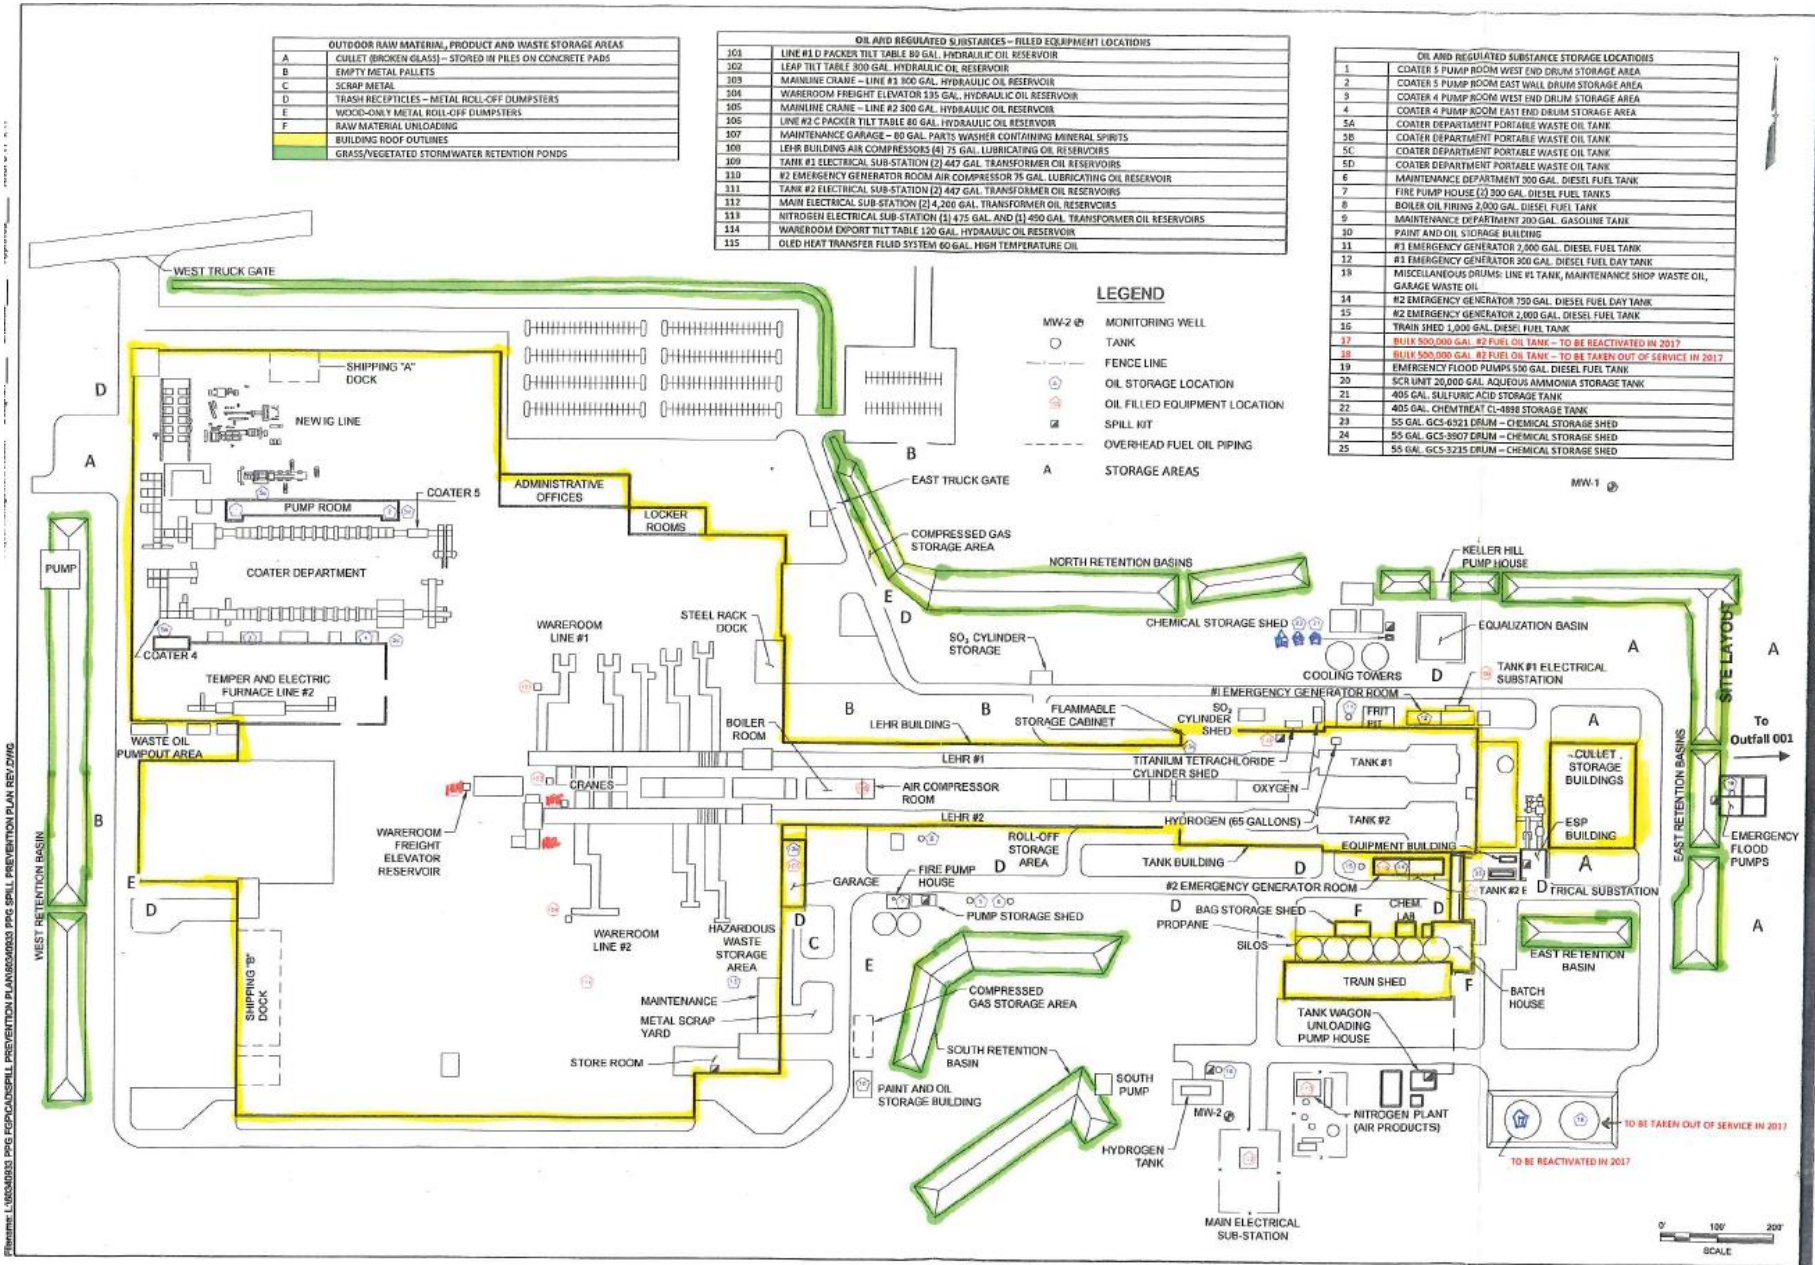 OUTDOOR RAW MATERIAL, PRODUCT AND WASTE STORAGE AREAS
A CULLET (BROKEN GLASS) – STORED IN PILES ON CONCRETE PADS
B EMPTY METAL PALLETS
C SCRAP METAL
D TRASH RECEPTICLES – METAL ROLL-OFF DUMPSTERS
E WOOD-ONLY METAL ROLL-OFF DUMPSTERS
F RAW MATERIAL UNLOADING
BUILDING ROOF OUTLINES
GRASS/VEGETATED STORMWATER RETENTION PONDS
OIL AND REGULATED SUBSTANCES – FILLED EQUIPMENT LOCATIONS
101 LINE #1 D PACKER TILT TABLE 80 GAL. HYDRAULIC OIL RESERVOIR
102 LEAP TILT TABLE 300 GAL. HYDRAULIC OIL RESERVOIR
103 MAINLINE CRANE – LINE #1 300 GAL. HYDRAULIC OIL RESERVOIR
104 WAREROOM FREIGHT ELEVATOR 135 GAL. HYDRAULIC OIL RESERVOIR
105 MAINLINE CRANE – LINE #2 300 GAL. HYDRAULIC OIL RESERVOIR
106 LINE #2 C PACKER TILT TABLE 80 GAL. HYDRAULIC OIL RESERVOIR
107 MAINTENANCE GARAGE – 80 GAL. PARTS WASHER CONTAINING MINERAL SPIRITS
108 LEHR BUILDING AIR COMPRESSORS (4) 75 GAL. LUBRICATING OIL RESERVOIRS
109 TANK #1 ELECTRICAL SUB-STATION (2) 447 GAL. TRANSFORMER OIL RESERVOIRS
110 #2 EMERGENCY GENERATOR ROOM AIR COMPRESSOR 75 GAL. LUBRICATING OIL RESERVOIR
111 TANK #2 ELECTRICAL SUB-STATION (2) 447 GAL. TRANSFORMER OIL RESERVOIRS
112 MAIN ELECTRICAL SUB-STATION (2) 4,200 GAL. TRANSFORMER OIL RESERVOIRS
113 NITROGEN ELECTRICAL SUB-STATION (1) 475 GAL. AND (1) 490 GAL. TRANSFORMER OIL RESERVOIRS
114 WAREROOM EXPORT TILT TABLE 120 GAL. HYDRAULIC OIL RESERVOIR
115 OLED HEAT TRANSFER FLUID SYSTEM 60 GAL. HIGH TEMPERATURE OIL
OIL AND REGULATED SUBSTANCE STORAGE LOCATIONS
1 COATER 5 PUMP ROOM WEST END DRUM STORAGE AREA
2 COATER 5 PUMP ROOM EAST WALL DRUM STORAGE AREA
3 COATER 4 PUMP ROOM WEST END DRUM STORAGE AREA
4 COATER 4 PUMP ROOM EAST END DRUM STORAGE AREA
5A COATER DEPARTMENT PORTABLE WASTE OIL TANK
5B COATER DEPARTMENT PORTABLE WASTE OIL TANK
5C COATER DEPARTMENT PORTABLE WASTE OIL TANK
5D COATER DEPARTMENT PORTABLE WASTE OIL TANK
6 MAINTENANCE DEPARTMENT 300 GAL. DIESEL FUEL TANK
7 FIRE PUMP HOUSE (2) 300 GAL. DIESEL FUEL TANKS
8 BOILER OIL FIRING 2,000 GAL. DIESEL FUEL TANK
9 MAINTENANCE DEPARTMENT 200 GAL. GASOLINE TANK
10 PAINT AND OIL STORAGE BUILDING
11 #1 EMERGENCY GENERATOR 2,000 GAL. DIESEL FUEL TANK
12 #1 EMERGENCY GENERATOR 300 GAL. DIESEL FUEL DAY TANK
13 MISCELLANEOUS DRUMS: LINE #1 TANK, MAINTENANCE SHOP WASTE OIL,
GARAGE WASTE OIL
14 #2 EMERGENCY GENERATOR 750 GAL. DIESEL FUEL DAY TANK
15 #2 EMERGENCY GENERATOR 2,000 GAL. DIESEL FUEL TANK
16 TRAIN SHED 1,000 GAL. DIESEL FUEL TANK
17 BULK 500,000 GAL. #2 FUEL OIL TANK – TO BE REACTIVATED IN 2017
18 BULK 500,000 GAL. #2 FUEL OIL TANK – TO BE TAKEN OUT OF SERVICE IN 2017
19 EMERGENCY FLOOD PUMPS 500 GAL. DIESEL FUEL TANK
20 SCR UNIT 20,000 GAL. AQUEOUS AMMONIA STORAGE TANK
21 405 GAL. SULFURIC ACID STORAGE TANK
22 405 GAL. CHEMTREAT CL-4898 STORAGE TANK
23 55 GAL. GCS-6321 DRUM – CHEMICAL STORAGE SHED
24 55 GAL. GCS-3907 DRUM – CHEMICAL STORAGE SHED
25 55 GAL. GCS-3215 DRUM – CHEMICAL STORAGE SHED
LEGEND
MW-2 MONITORING WELL
TANK
FENCE LINE
OIL STORAGE LOCATION
OIL FILLED EQUIPMENT LOCATION
SPILL KIT
OVERHEAD FUEL OIL PIPING
A STORAGE AREAS
MW-1
WEST TRUCK GATE
SHIPPING "A"
DOCK
D
NEW IG LINE
A
B
EAST TRUCK GATE
ADMINISTRATIVE
OFFICES
COATER 5
PUMP ROOM
LOCKER
ROOMS
COMPRESSED GAS
STORAGE AREA
NORTH RETENTION BASINS
KELLER HILL
PUMP HOUSE
PUMP
COATER DEPARTMENT
E
D
STEEL RACK
DOCK
WAREROOM
LINE #1
SO₂ CYLINDER
STORAGE
CHEMICAL STORAGE SHED
EQUALIZATION BASIN
SITE LAYOUT
A
A
COATER 4
TEMPER AND ELECTRIC
FURNACE LINE #2
COOLING TOWERS
D
TANK #1 ELECTRICAL
SUBSTATION
#1 EMERGENCY GENERATOR ROOM
B
B
FLAMMABLE
STORAGE CABINET
SO₂
CYLINDER
SHED
FRIT
PIT
A
To
Outfall 001
BOILER
ROOM
LEHR BUILDING
WASTE OIL
PUMPOUT AREA
LEHR #1
TITANIUM TETRACHLORIDE
CYLINDER SHED
TANK #1
CULLET
STORAGE
BUILDINGS
CRANES
AIR COMPRESSOR
ROOM
OXYGEN
EAST RETENTION BASINS
B
WAREROOM
FREIGHT
ELEVATOR
RESERVOIR
LEHR #2
HYDROGEN (65 GALLONS)
TANK #2
ESP
BUILDING
EMERGENCY
FLOOD
PUMPS
ROLL-OFF
STORAGE
AREA
D
TANK BUILDING
EQUIPMENT BUILDING
D
A
GARAGE
FIRE PUMP
HOUSE
#2 EMERGENCY GENERATOR ROOM
TANK #2 E TRICAL SUBSTATION
D
E
D
PUMP STORAGE SHED
D
BAG STORAGE SHED
F
CHEM.
LAB
D
PROPANE
SILOS
A
WEST RETENTION BASIN
WAREROOM
LINE #2
HAZARDOUS
WASTE
STORAGE
AREA
D
C
E
EAST RETENTION
BASIN
SHIPPING "B"
DOCK
MAINTENANCE
METAL SCRAP
YARD
COMPRESSED
GAS STORAGE AREA
TRAIN SHED
F
BATCH
HOUSE
TANK WAGON
UNLOADING
PUMP HOUSE
STORE ROOM
SOUTH RETENTION
BASIN
PAINT AND OIL
STORAGE BUILDING
SOUTH
PUMP
MW-2
HYDROGEN
TANK
NITROGEN PLANT
(AIR PRODUCTS)
TO BE TAKEN OUT OF SERVICE IN 2017
TO BE REACTIVATED IN 2017
MAIN ELECTRICAL
SUB-STATION
0' 100' 200'
SCALE